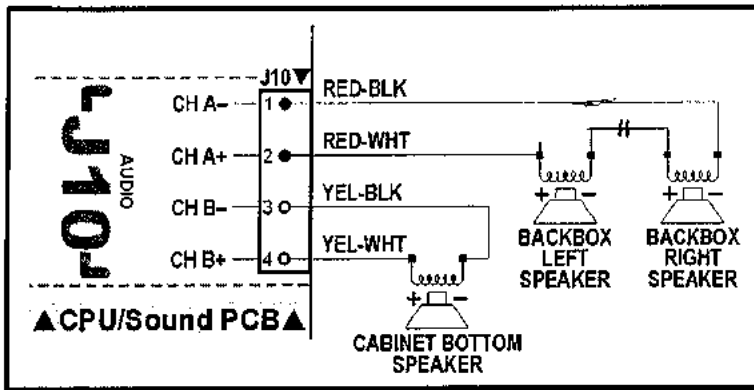 J10▼
CH A- 1 RED-BLK
CH A+ 2 RED-WHT
CH B- 3 YEL-BLK
CH B+ 4 YEL-WHT
J10
AUDIO
+ - + -
BACKBOX LEFT SPEAKER
BACKBOX RIGHT SPEAKER
+ -
CABINET BOTTOM SPEAKER
▲CPU/Sound PCB▲